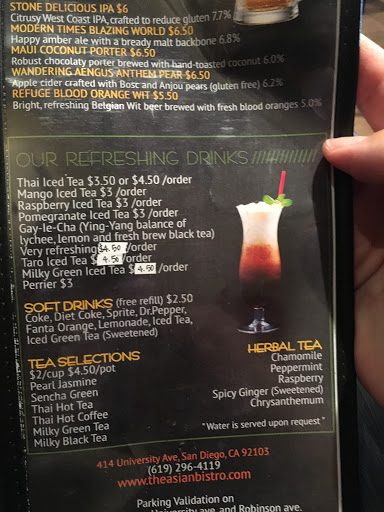 STONE DELICIOUS IPA $6
Citrusy West Coast IPA, crafted to reduce gluten 7.7%
MODERN TIMES BLAZING WORLD $6.50
Happy amber ale with a bready malt backbone 6.8%
MAUI COCONUT PORTER $6.50
Robust chocolaty porter brewed with hand-toasted coconut 6.0%
WANDERING AENGUS ANTHEM PEAR $6.50
Apple cider crafted with Bosc and Anjou pears (gluten free) 6.2%
REFUGE BLOOD ORANGE WIT $5.50
Bright, refreshing Belgian Wit beer brewed with fresh blood oranges 5.0%
OUR REFRESHING DRINKS
Thai Iced Tea $3.50 or $4.50 /order
Mango Iced Tea $3 /order
Raspberry Iced Tea $3 /order
Pomegranate Iced Tea $3 /order
Gay-Ie-Cha (Ying-Yang balance of
lychee, lemon and fresh brew black tea)
Very refreshing $4.50 /order
Taro Iced Tea $4.50 /order
Milky Green Iced Tea $4.50 /order
Perrier $3
SOFT DRINKS (free refill) $2.50
Coke, Diet Coke, Sprite, Dr.Pepper,
Fanta Orange, Lemonade, Iced Tea,
Iced Green Tea (Sweetened)
TEA SELECTIONS
$2/cup $4.50/pot
Pearl Jasmine
Sencha Green
Thai Hot Tea
Thai Hot Coffee
Milky Green Tea
Milky Black Tea
HERBAL TEA
Chamomile
Peppermint
Raspberry
Spicy Ginger (Sweetened)
Chrysanthemum
"Water is served upon request"
414 University Ave, San Diego, CA 92103
(619) 296-4119
www.theasianbistro.com
Parking Validation on
University ave. and Robinson ave.